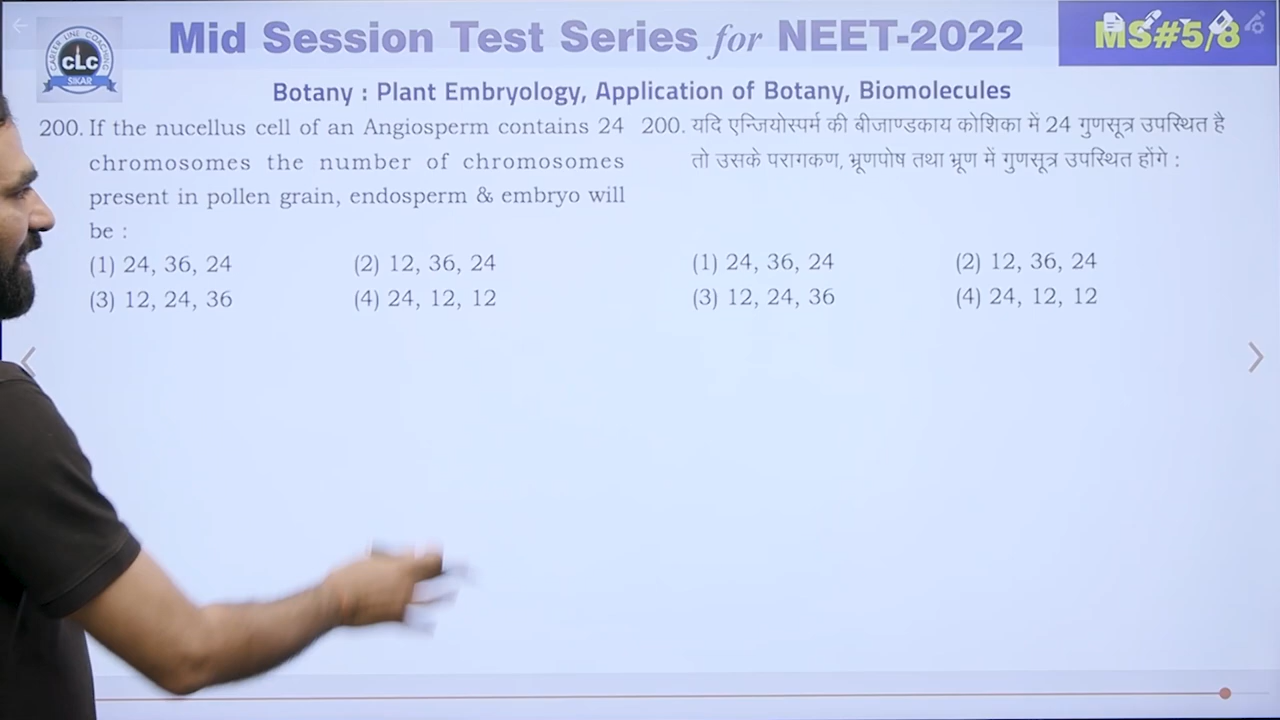 Mid Session Test Series for NEET-2022
MS#5/8
CAREER LINE COACHING
CLC
SIKAR
Botany : Plant Embryology, Application of Botany, Biomolecules
200. If the nucellus cell of an Angiosperm contains 24
chromosomes the number of chromosomes
present in pollen grain, endosperm & embryo will
be :
(1) 24, 36, 24 (2) 12, 36, 24
(3) 12, 24, 36 (4) 24, 12, 12
200. यदि एन्जियोस्पर्म की बीजाण्डकाय कोशिका में 24 गुणसूत्र उपस्थित है
तो उसके परागकण, भ्रूणपोष तथा भ्रूण में गुणसूत्र उपस्थित होंगे :
(1) 24, 36, 24 (2) 12, 36, 24
(3) 12, 24, 36 (4) 24, 12, 12